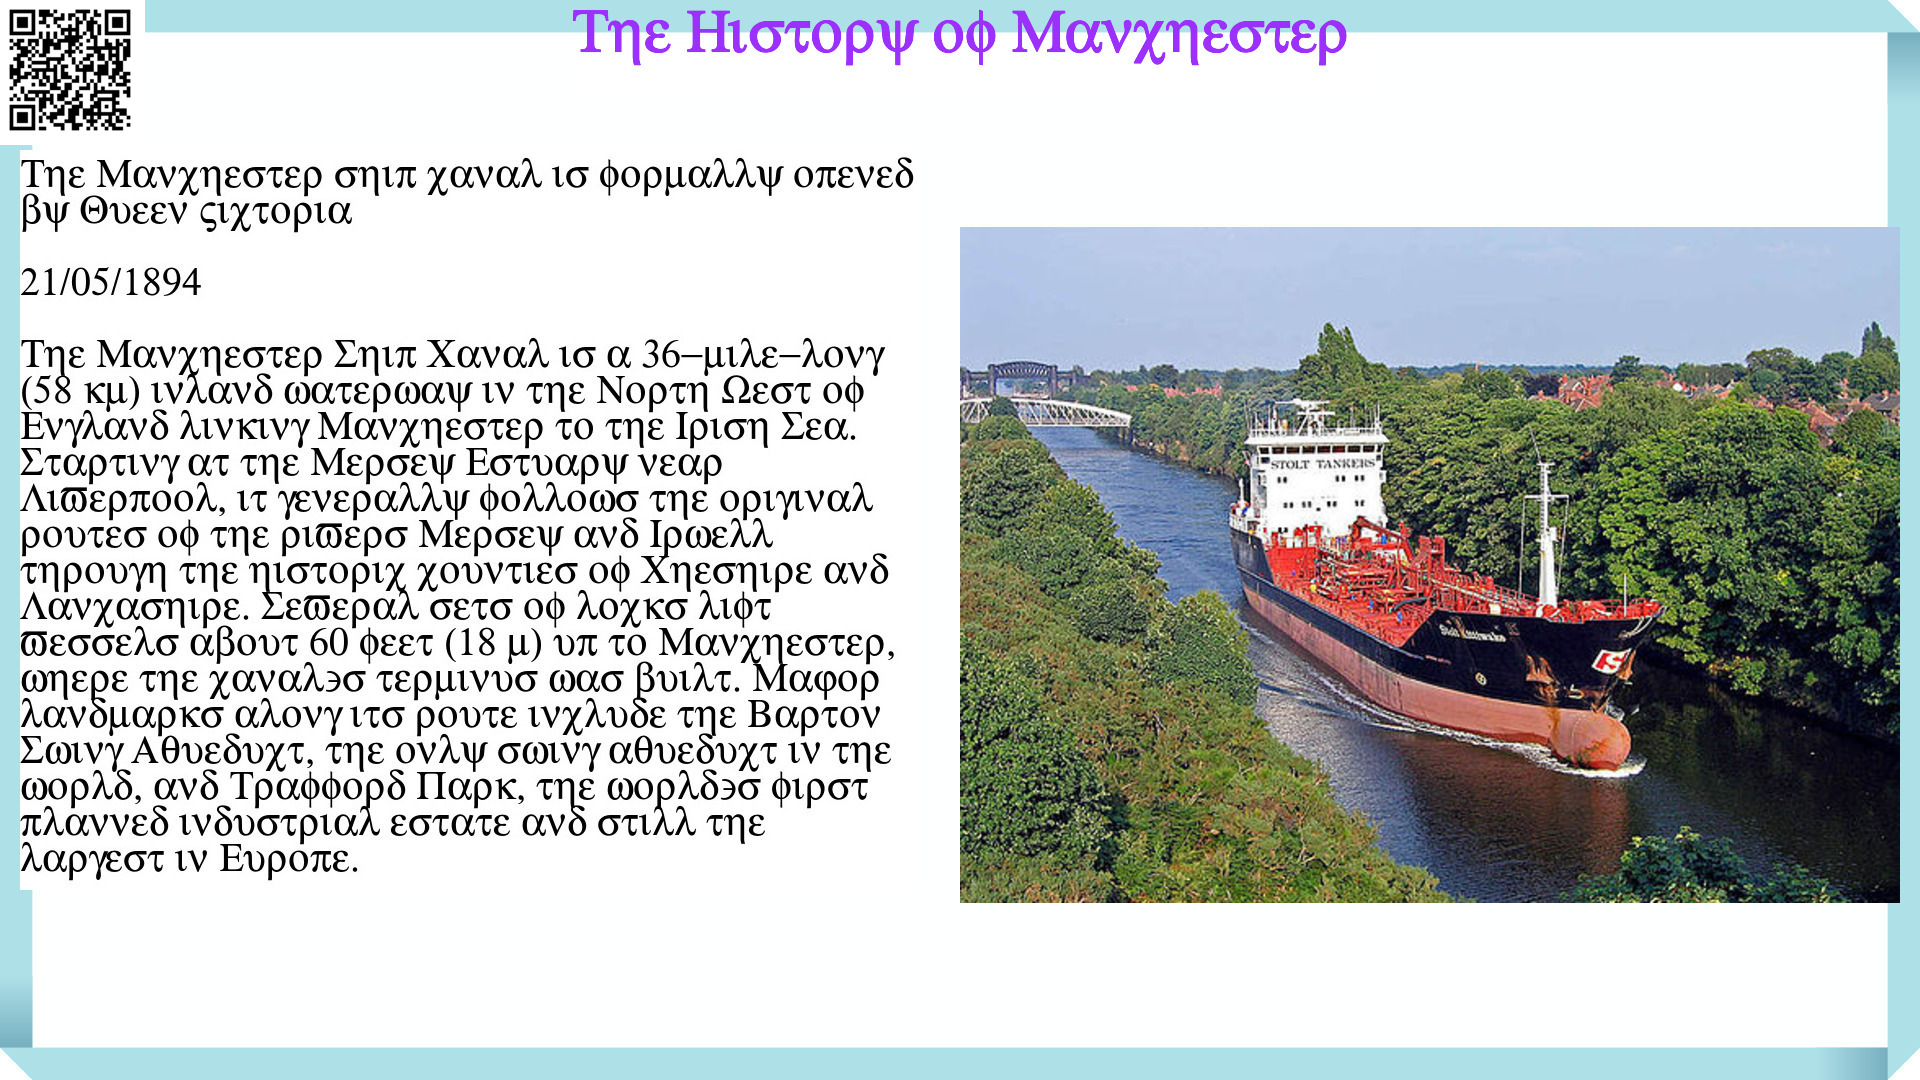 Τηε Ηιστορψ οφ Μανχηεστερ
Τηε Μανχηεστερ σηιπ χαναλ ισ φορμαλλψ οπενεδ
βψ Θυεεν ςιχτορια
21/05/1894
Τηε Μανχηεστερ Σηιπ Χαναλ ισ α 36−μιλε−λονγ
(58 κμ) ινλανδ ωατερωαψ ιν τηε Νορτη Ωεστ οφ
Ενγλανδ λινκινγ Μανχηεστερ το τηε Ιριση Σεα.
Σταρτινγ ατ τηε Μερσεψ Εστυαρψ νεαρ
Λιϖερποολ, ιτ γενεραλλψ φολλοωσ τηε οριγιναλ
ρουτεσ οφ τηε ριϖερσ Μερσεψ ανδ Ιρωελλ
τηρουγη τηε ηιστοριχ χουντιεσ οφ Χηεσηιρε ανδ
Λανχασηιρε. Σεϖεραλ σετσ οφ λοχκσ λιφτ
ϖεσσελσ αβουτ 60 φεετ (18 μ) υπ το Μανχηεστερ,
ωηερε τηε χαναλ϶σ τερμινυσ ωασ βυιλτ. Μαϕορ
λανδμαρκσ αλονγ ιτσ ρουτε ινχλυδε τηε Βαρτον
Σωινγ Αθυεδυχτ, τηε ονλψ σωινγ αθυεδυχτ ιν τηε
ωορλδ, ανδ Τραφφορδ Παρκ, τηε ωορλδ϶σ φιρστ
πλαννεδ ινδυστριαλ εστατε ανδ στιλλ τηε
λαργεστ ιν Ευροπε.
STOLT TANKERS